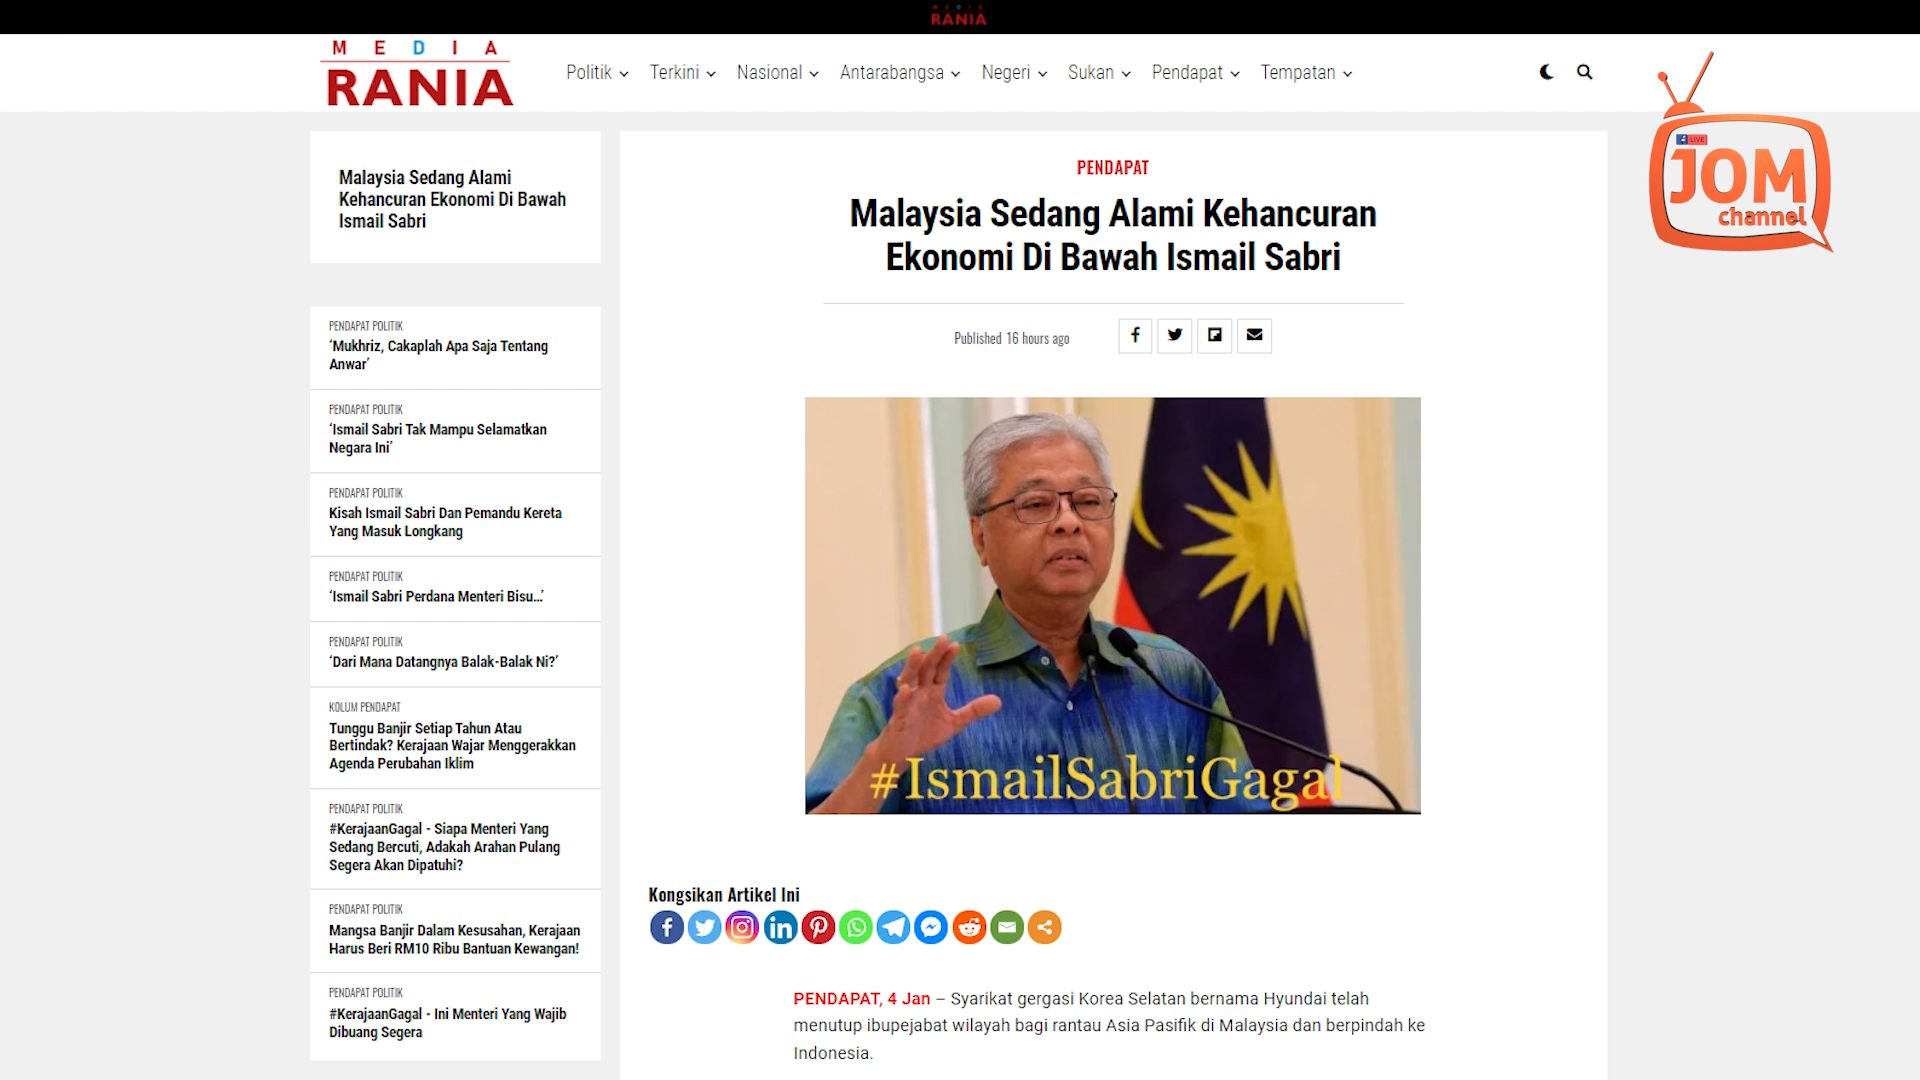 MEDIA
RANIA
MEDIA
RANIA
Politik
Terkini
Nasional
Antarabangsa
Negeri
Sukan
Pendapat
Tempatan
LIVE
JOM
channel
Malaysia Sedang Alami
Kehancuran Ekonomi Di Bawah
Ismail Sabri
PENDAPAT POLITIK
‘Mukhriz, Cakaplah Apa Saja Tentang
Anwar’
PENDAPAT POLITIK
‘Ismail Sabri Tak Mampu Selamatkan
Negara Ini’
PENDAPAT POLITIK
Kisah Ismail Sabri Dan Pemandu Kereta
Yang Masuk Longkang
PENDAPAT POLITIK
‘Ismail Sabri Perdana Menteri Bisu…’
PENDAPAT POLITIK
‘Dari Mana Datangnya Balak-Balak Ni?’
KOLUM PENDAPAT
Tunggu Banjir Setiap Tahun Atau
Bertindak? Kerajaan Wajar Menggerakkan
Agenda Perubahan Iklim
PENDAPAT POLITIK
#KerajaanGagal - Siapa Menteri Yang
Sedang Bercuti, Adakah Arahan Pulang
Segera Akan Dipatuhi?
PENDAPAT POLITIK
Mangsa Banjir Dalam Kesusahan, Kerajaan
Harus Beri RM10 Ribu Bantuan Kewangan!
PENDAPAT POLITIK
#KerajaanGagal - Ini Menteri Yang Wajib
Dibuang Segera
PENDAPAT
Malaysia Sedang Alami Kehancuran
Ekonomi Di Bawah Ismail Sabri
Published 16 hours ago
#IsmailSabriGagal
Kongsikan Artikel Ini
PENDAPAT, 4 Jan – Syarikat gergasi Korea Selatan bernama Hyundai telah
menutup ibupejabat wilayah bagi rantau Asia Pasifik di Malaysia dan berpindah ke
Indonesia.